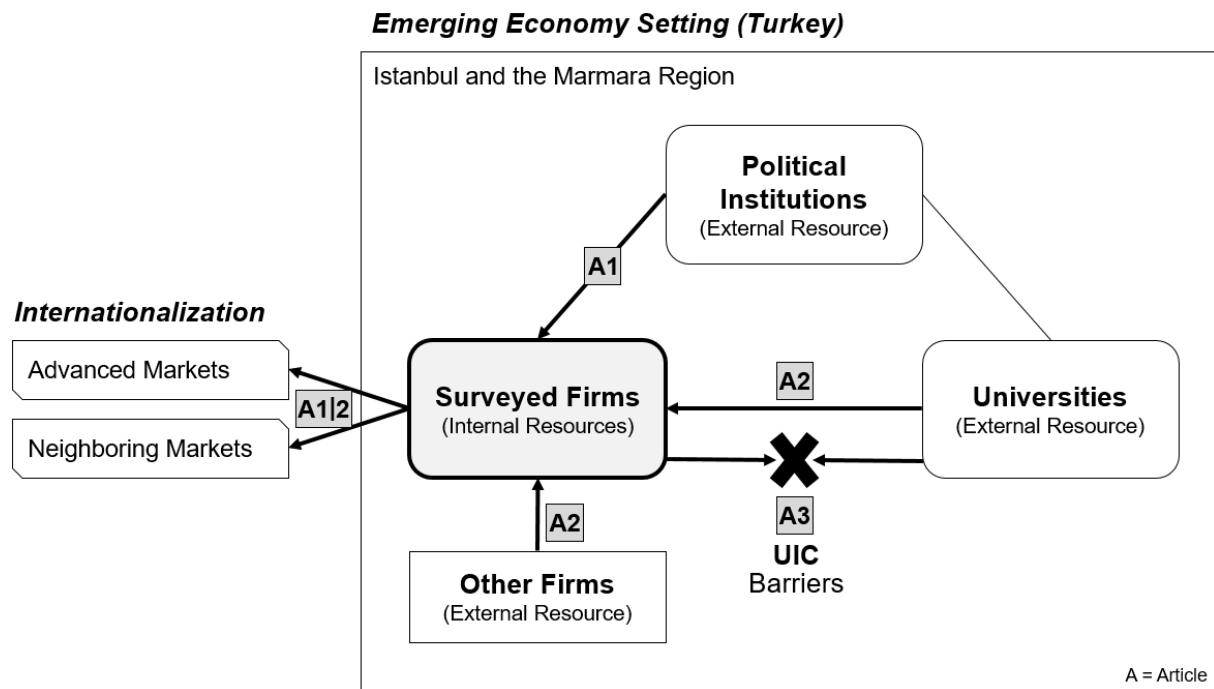 Emerging Economy Setting (Turkey)
Istanbul and the Marmara Region
Political
Institutions
(External Resource)
A1
Internationalization
Advanced Markets
Neighboring Markets
A1|2
Surveyed Firms
(Internal Resources)
A2
Universities
(External Resource)
A2
Other Firms
(External Resource)
A3
UIC
Barriers
A = Article